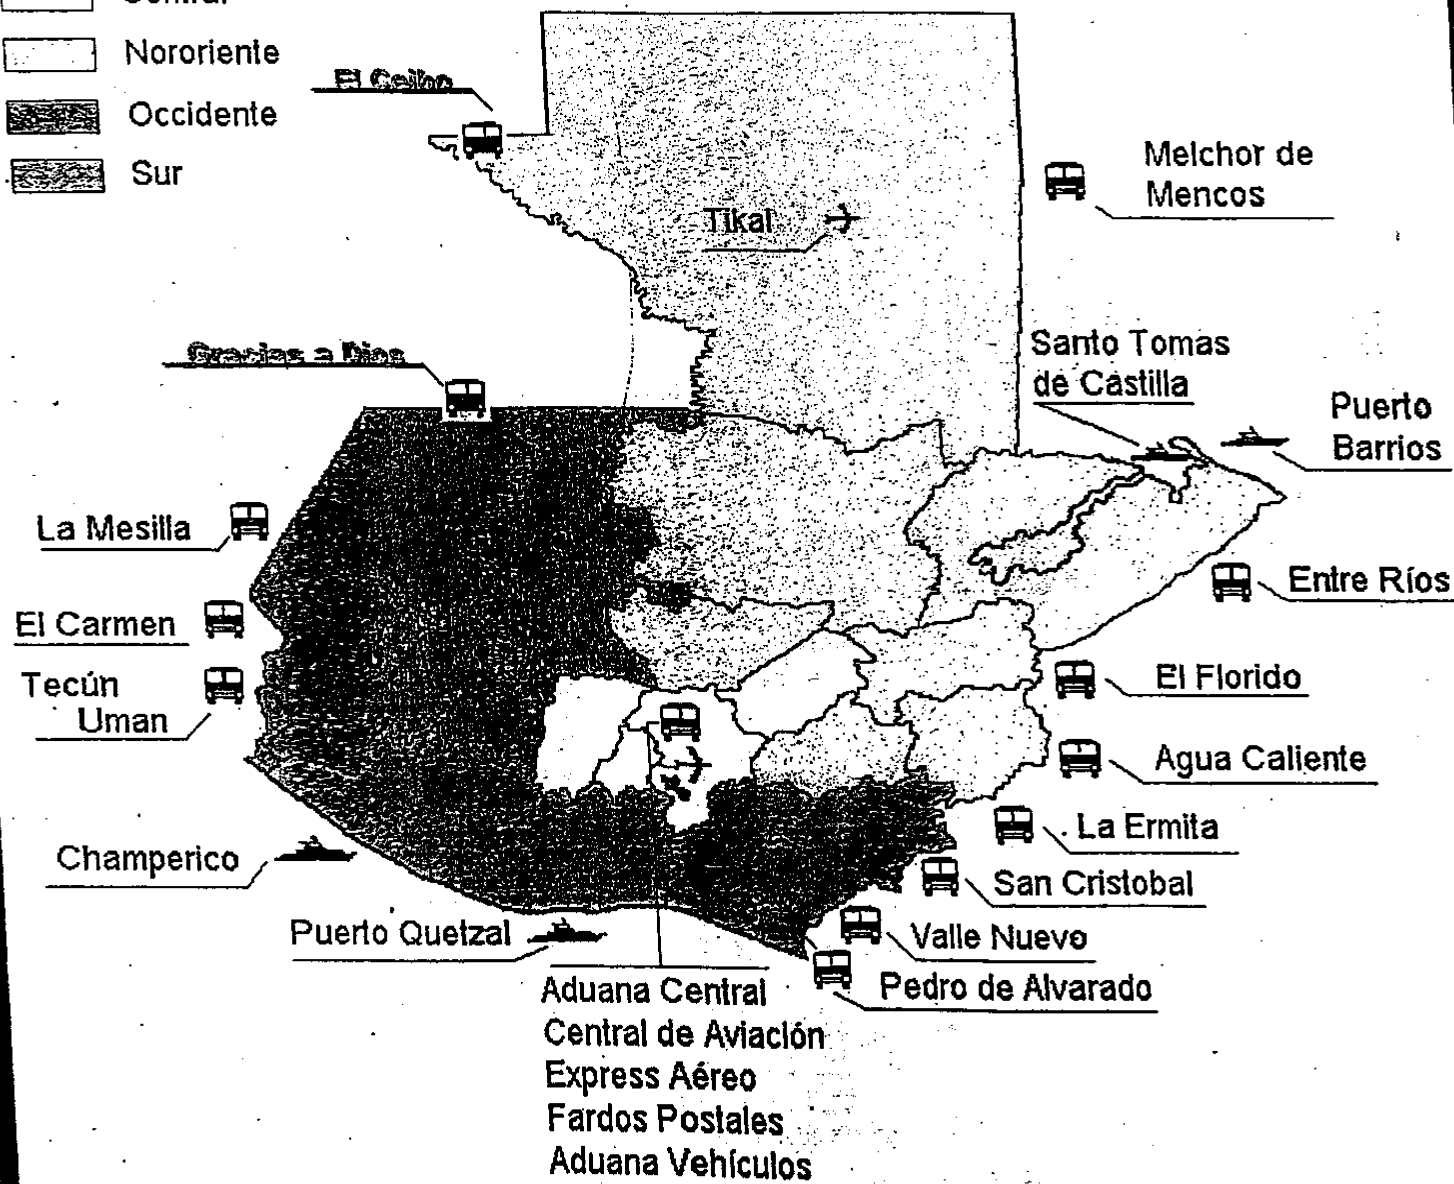 Central
Nororiente
Occidente
Sur
El Ceibo
Melchor de
Mencos
Tikal
Gracias a Dios
Santo Tomas
de Castilla
Puerto
Barrios
La Mesilla
El Carmen
Tecún
Uman
Entre Ríos
El Florido
Agua Caliente
La Ermita
San Cristobal
Champerico
Puerto Quetzal
Valle Nuevo
Pedro de Alvarado
Aduana Central
Central de Aviación
Express Aéreo
Fardos Postales
Aduana Vehículos